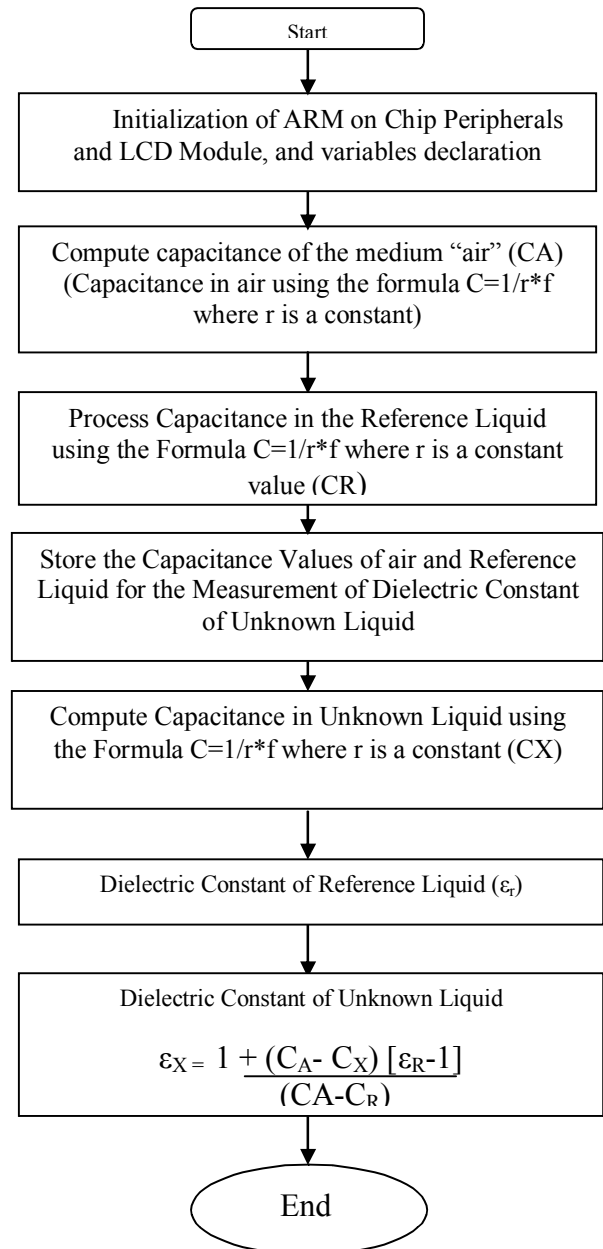 Start
Initialization of ARM on Chip Peripherals
and LCD Module, and variables declaration
Compute capacitance of the medium “air” (CA)
(Capacitance in air using the formula C=1/r*f
where r is a constant)
Process Capacitance in the Reference Liquid
using the Formula C=1/r*f where r is a constant
value (CR)
Store the Capacitance Values of air and Reference
Liquid for the Measurement of Dielectric Constant
of Unknown Liquid
Compute Capacitance in Unknown Liquid using
the Formula C=1/r*f where r is a constant (CX)
Dielectric Constant of Reference Liquid (εr)
Dielectric Constant of Unknown Liquid
εX = 1 + (CA- CX) [εR-1]
(CA-CR)
End